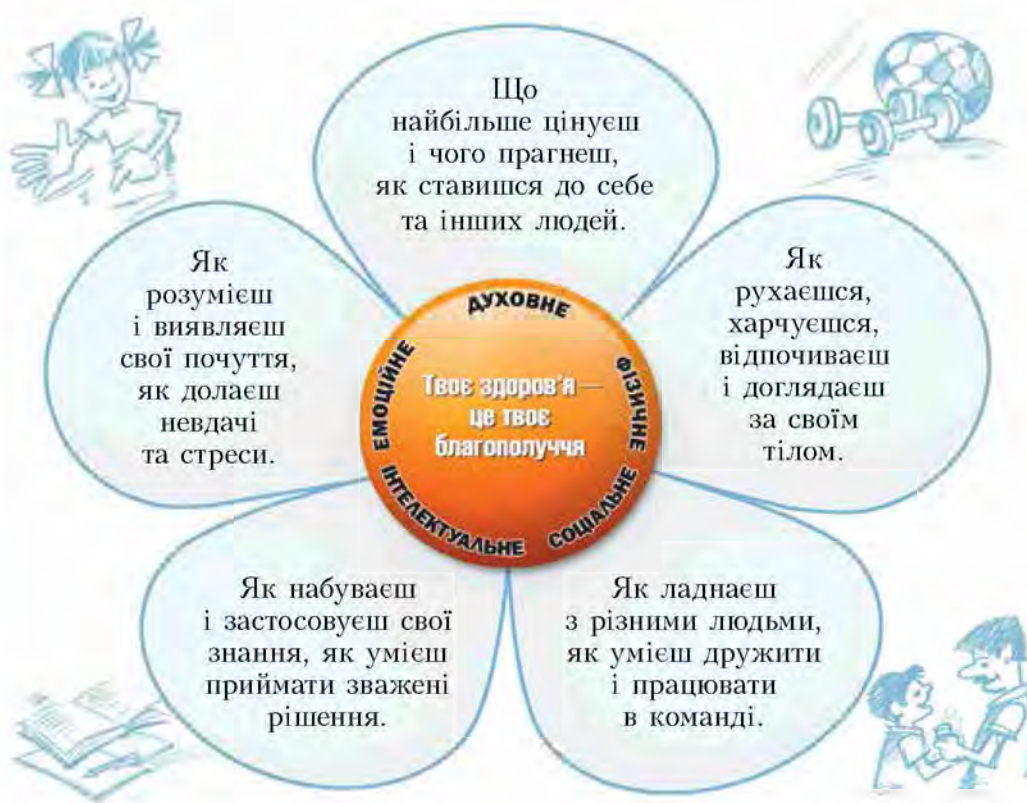 Що
найбільше цінуєш
і чого прагнеш,
як ставишся до себе
та інших людей.
Як
розумієш
і виявляєш
свої почуття,
як долаєш
невдачі
та стреси.
Як
рухаєшся,
харчуєшся,
відпочиваєш
і доглядаєш
за своїм
тілом.
ДУХОВНЕ
ЕМОЦІЙНЕ
ФІЗИЧНЕ
Твоє здоров'я —
це твоє
благополуччя
ІНТЕЛЕКТУАЛЬНЕ
СОЦІАЛЬНЕ
Як набуваєш
і застосовуєш свої
знання, як умієш
приймати зважені
рішення.
Як ладнаєш
з різними людьми,
як умієш дружити
і працювати
в команді.